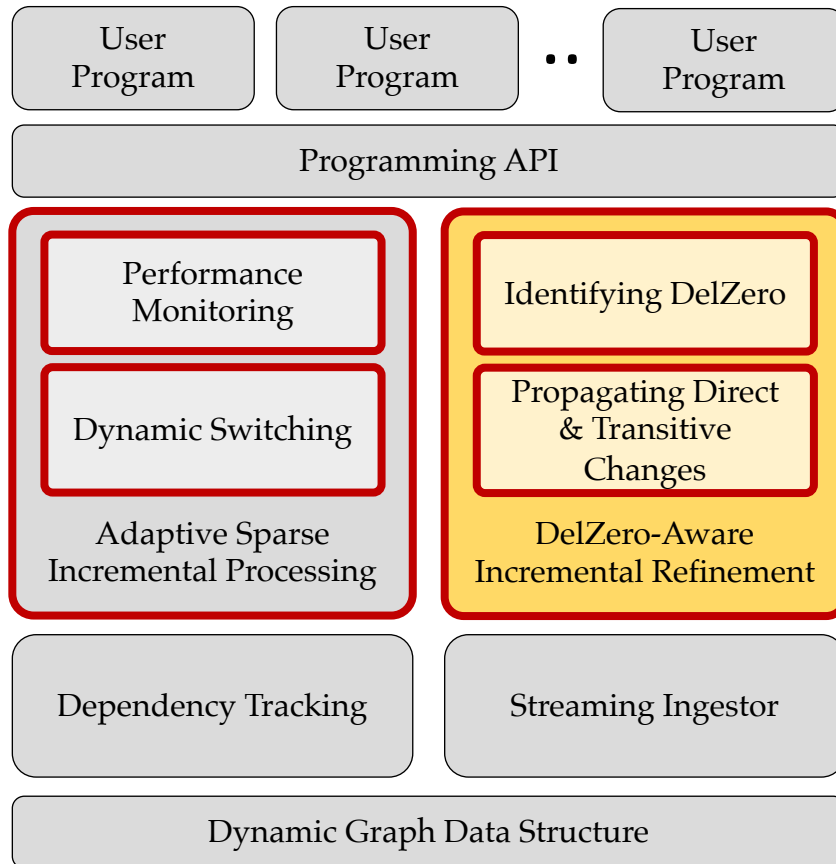 User
Program
User
Program
..
User
Program
Programming API
Performance
Monitoring
Dynamic Switching
Adaptive Sparse
Incremental Processing
Identifying DelZero
Propagating Direct
& Transitive
Changes
DelZero-Aware
Incremental Refinement
Dependency Tracking
Streaming Ingestor
Dynamic Graph Data Structure